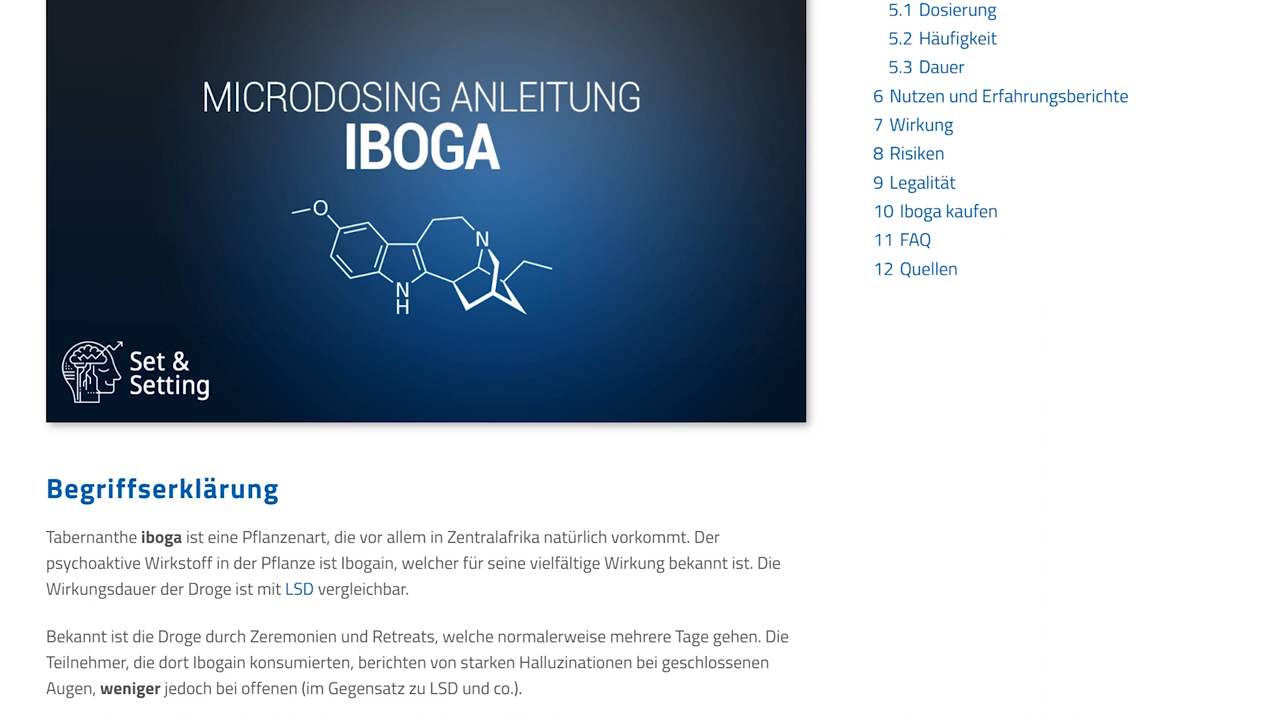 MICRODOSING ANLEITUNG
IBOGA
O
N
N
H
Set &
Setting
Begriffserklärung
Tabernanthe iboga ist eine Pflanzenart, die vor allem in Zentralafrika natürlich vorkommt. Der
psychoaktive Wirkstoff in der Pflanze ist Ibogain, welcher für seine vielfältige Wirkung bekannt ist. Die
Wirkungsdauer der Droge ist mit LSD vergleichbar.
Bekannt ist die Droge durch Zeremonien und Retreats, welche normalerweise mehrere Tage gehen. Die
Teilnehmer, die dort Ibogain konsumierten, berichten von starken Halluzinationen bei geschlossenen
Augen, weniger jedoch bei offenen (im Gegensatz zu LSD und co.).
5.1 Dosierung
5.2 Häufigkeit
5.3 Dauer
6 Nutzen und Erfahrungsberichte
7 Wirkung
8 Risiken
9 Legalität
10 Iboga kaufen
11 FAQ
12 Quellen